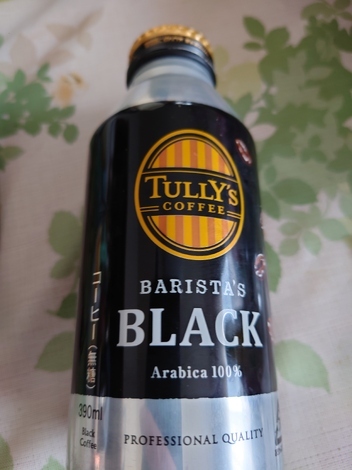 TULLY'S
COFFEE
BARISTA'S
BLACK
Arabica 100%
PROFESSIONAL QUALITY
コーヒー(無糖)
390ml
Black
Coffee